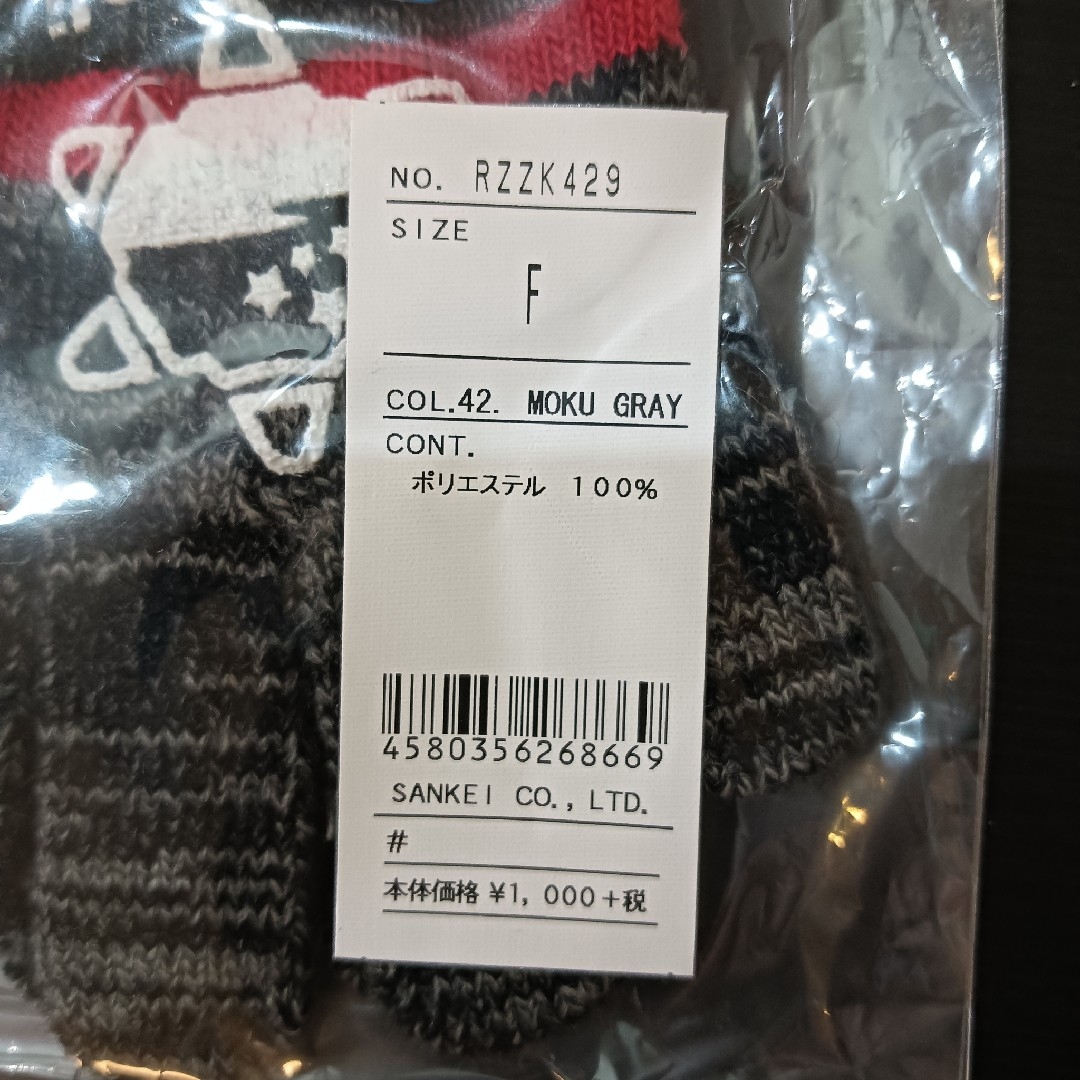 NO. RZZK429
SIZE
F
COL.42. MOKU GRAY
CONT.
ポリエステル 100%
4580356268669
SANKEI CO., LTD.
#
本体価格 ¥1,000+税